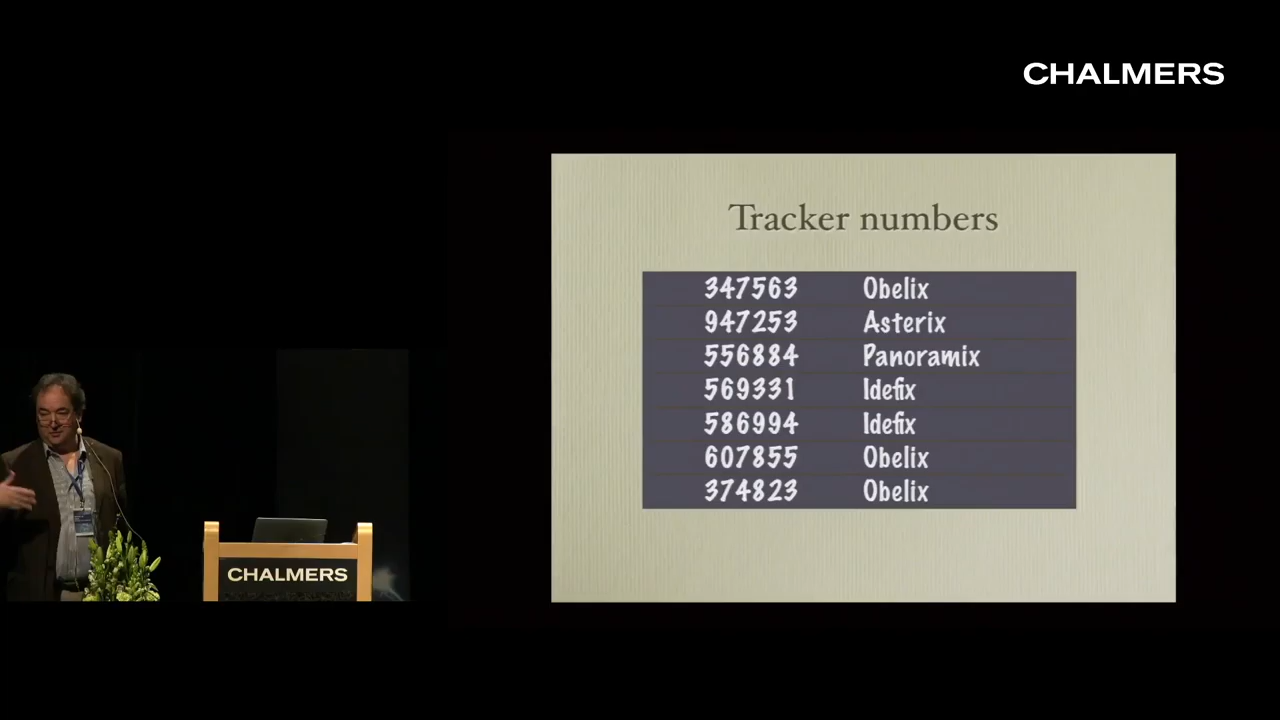 CHALMERS
Tracker numbers
347563 Obelix
947253 Asterix
556884 Panoramix
569331 Idefix
586994 Idefix
607855 Obelix
374823 Obelix
CHALMERS